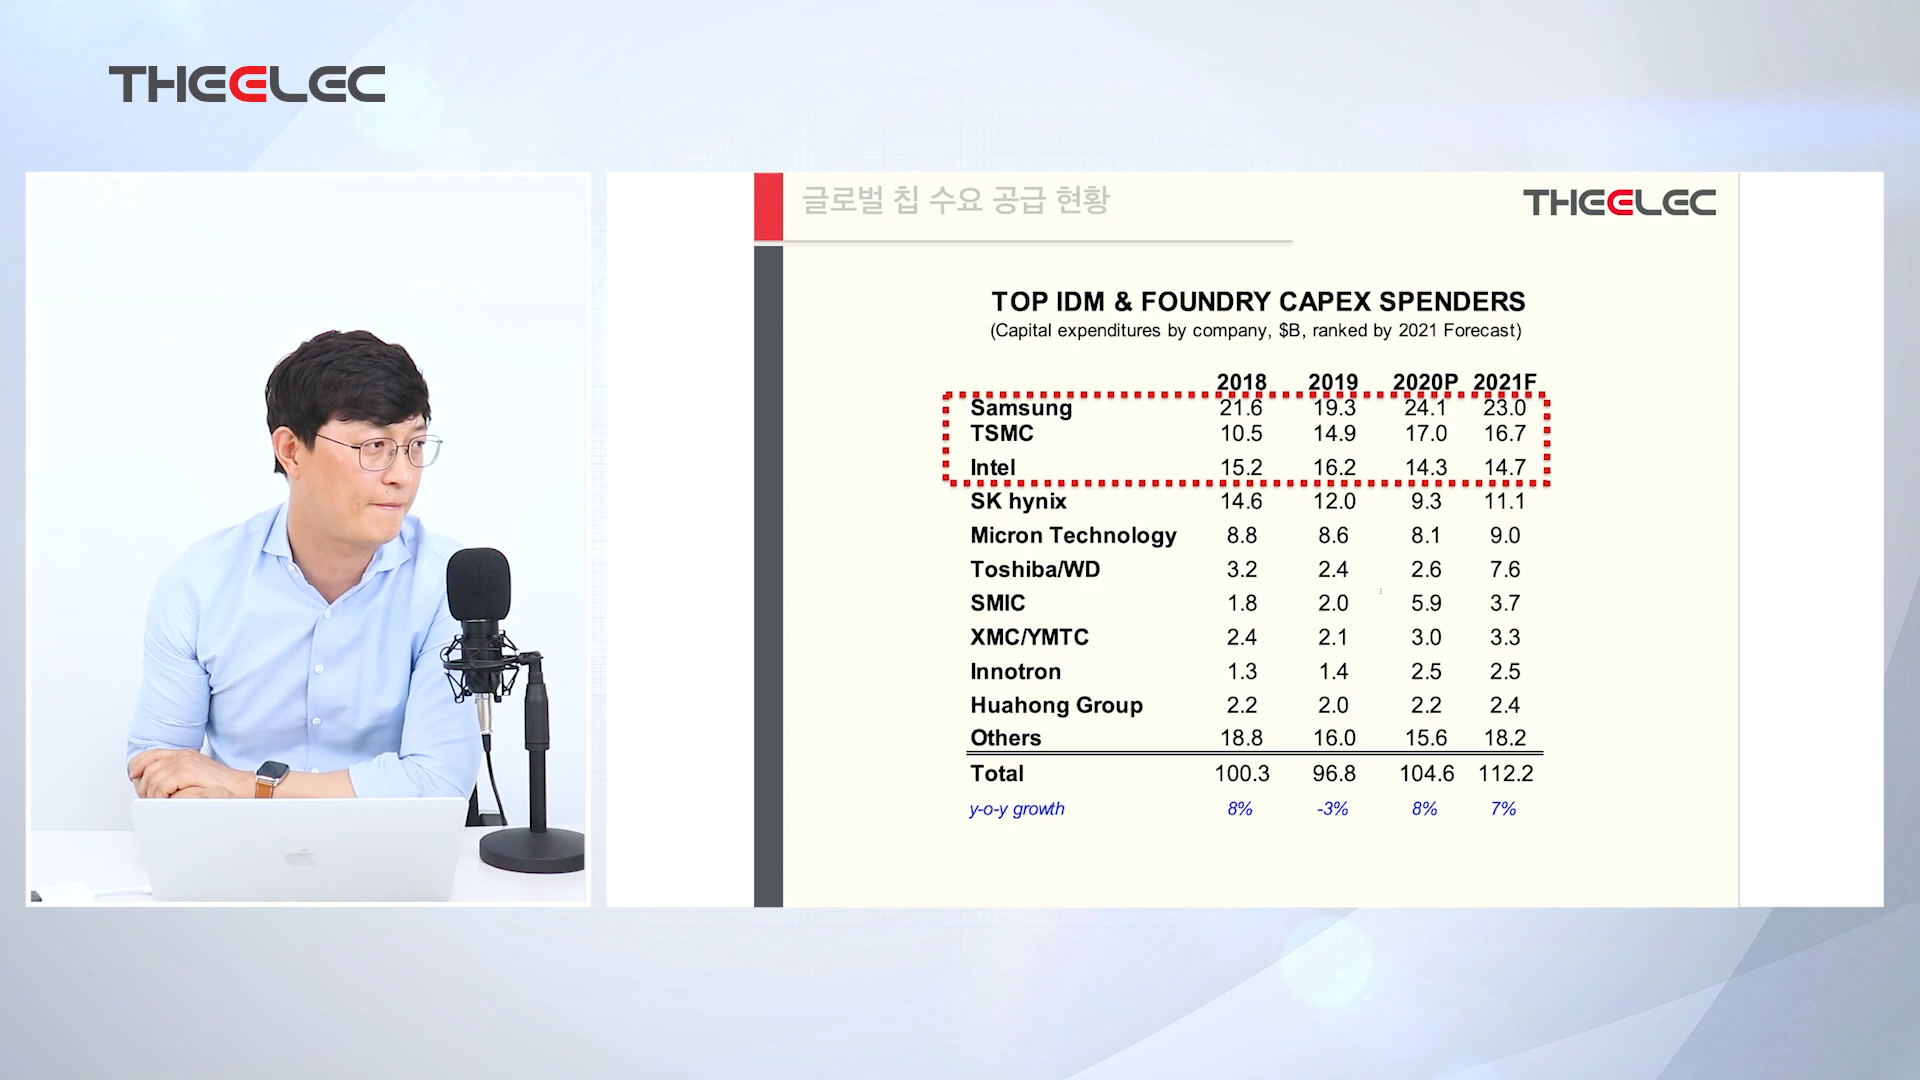 THEELEC
글로벌 칩 수요 공급 현황
THEELEC
TOP IDM & FOUNDRY CAPEX SPENDERS
(Capital expenditures by company, $B, ranked by 2021 Forecast)
2018 2019 2020P 2021F
Samsung 21.6 19.3 24.1 23.0
TSMC 10.5 14.9 17.0 16.7
Intel 15.2 16.2 14.3 14.7
SK hynix 14.6 12.0 9.3 11.1
Micron Technology 8.8 8.6 8.1 9.0
Toshiba/WD 3.2 2.4 2.6 7.6
SMIC 1.8 2.0 5.9 3.7
XMC/YMTC 2.4 2.1 3.0 3.3
Innotron 1.3 1.4 2.5 2.5
Huahong Group 2.2 2.0 2.2 2.4
Others 18.8 16.0 15.6 18.2
Total 100.3 96.8 104.6 112.2
y-o-y growth 8% -3% 8% 7%